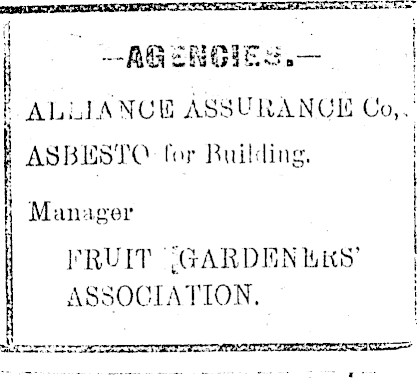 —AGENCIES.—
ALLIANCE ASSURANCE Co,.
ASBESTO for Building.
Manager
FRUIT [GARDENERS'
ASSOCIATION.